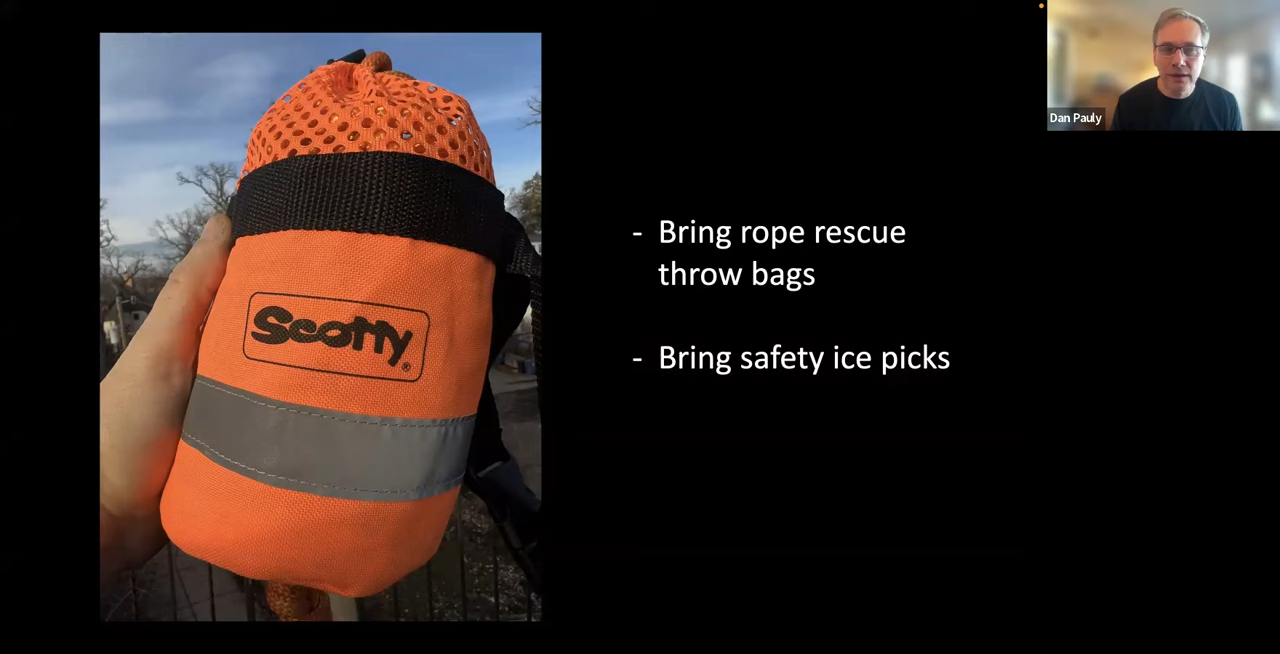 Scotty®
- Bring rope rescue
throw bags
- Bring safety ice picks
Dan Pauly